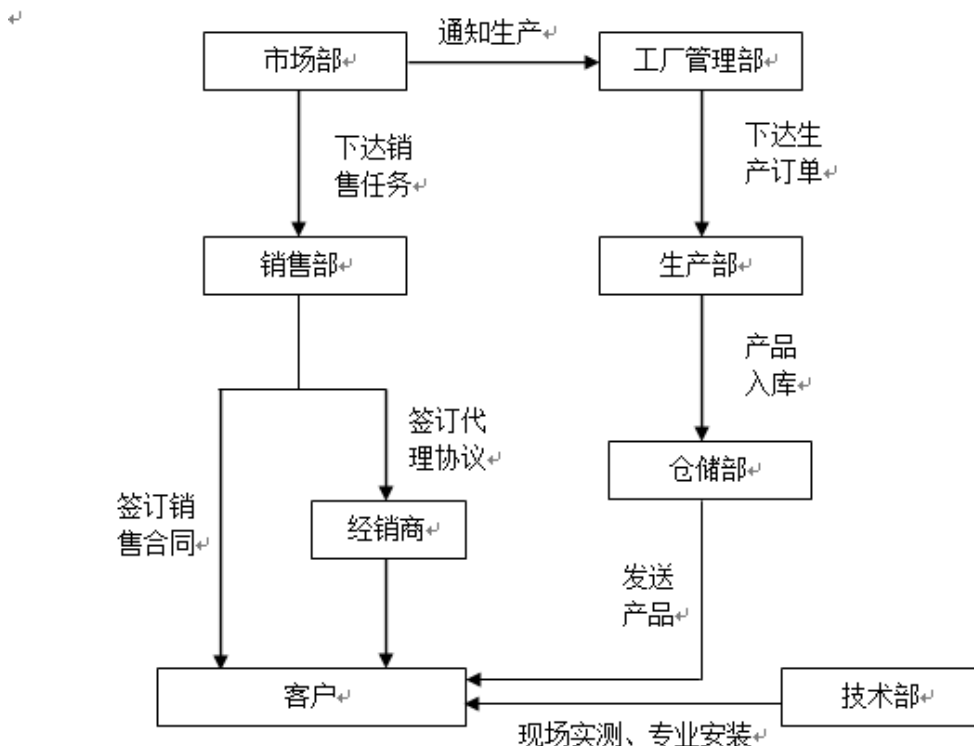 通知生产
市场部
工厂管理部
下达销
售任务
下达生
产订单
销售部
生产部
产品
入库
签订代
理协议
仓储部
签订销
售合同
经销商
发送
产品
客户
技术部
现场实测、专业安装